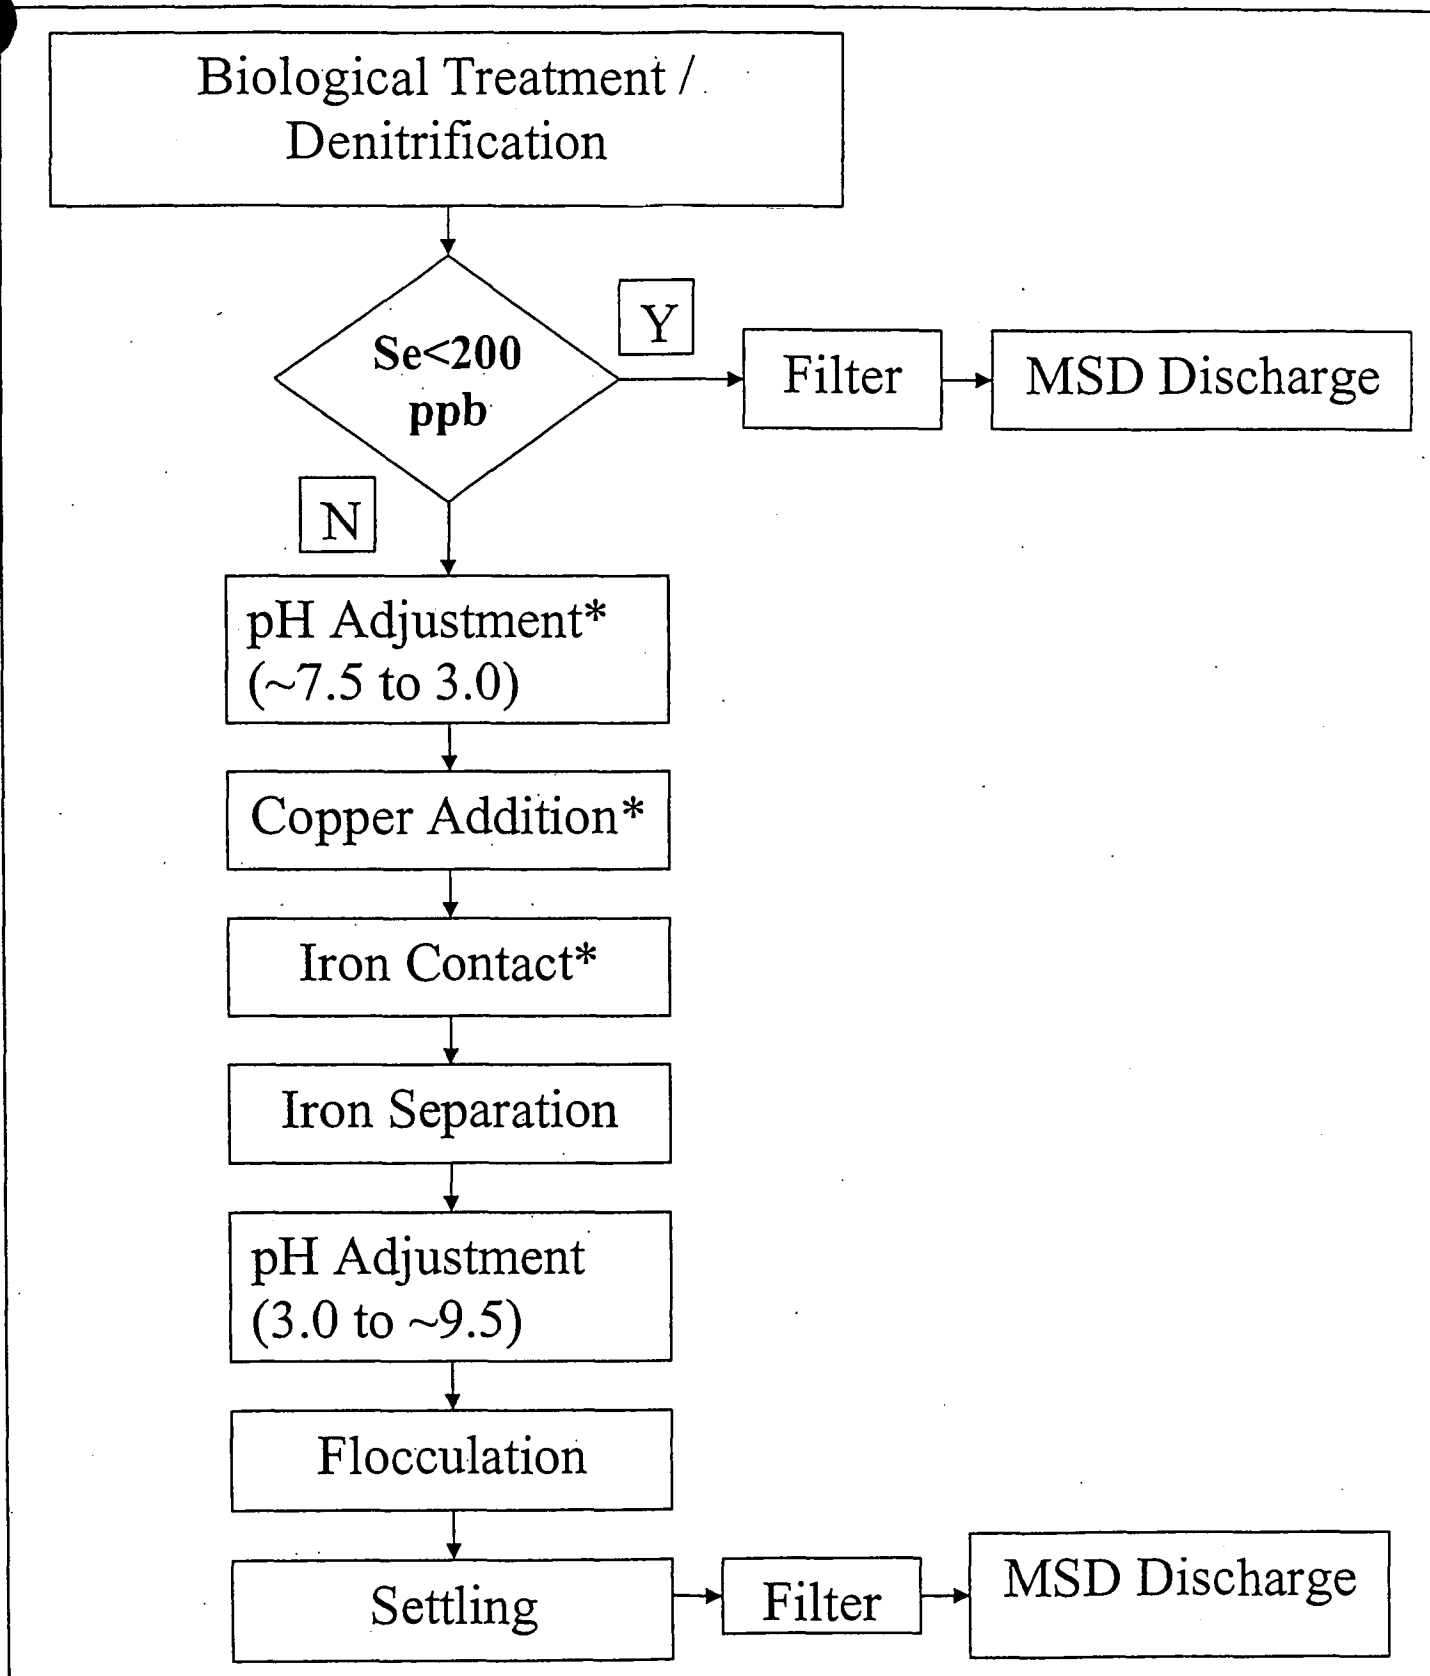 Biological Treatment /
Denitrification
Se<200
ppb
Y
Filter
MSD Discharge
N
pH Adjustment*
(~7.5 to 3.0)
Copper Addition*
Iron Contact*
Iron Separation
pH Adjustment
(3.0 to ~9.5)
Flocculation
Settling
Filter
MSD Discharge